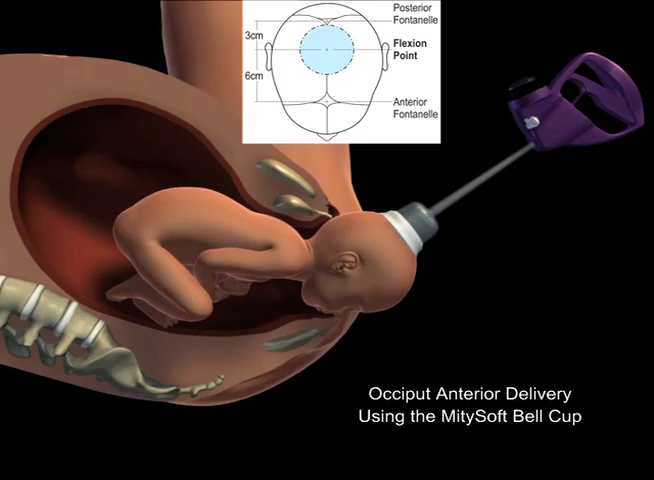 Posterior
Fontanelle
3cm
Flexion
Point
6cm
Anterior
Fontanelle
Occiput Anterior Delivery
Using the MitySoft Bell Cup